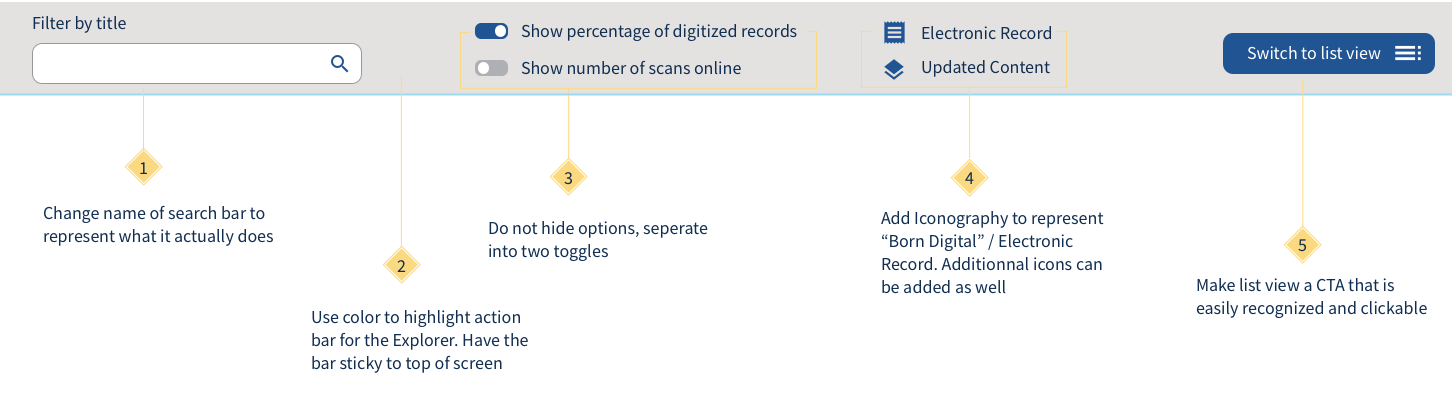 Filter by title
Show percentage of digitized records
Show number of scans online
Electronic Record
Updated Content
Switch to list view
1
Change name of search bar to
represent what it actually does
2
Use color to highlight action
bar for the Explorer. Have the
bar sticky to top of screen
3
Do not hide options, seperate
into two toggles
4
Add Iconography to represent
“Born Digital” / Electronic
Record. Additionnal icons can
be added as well
5
Make list view a CTA that is
easily recognized and clickable